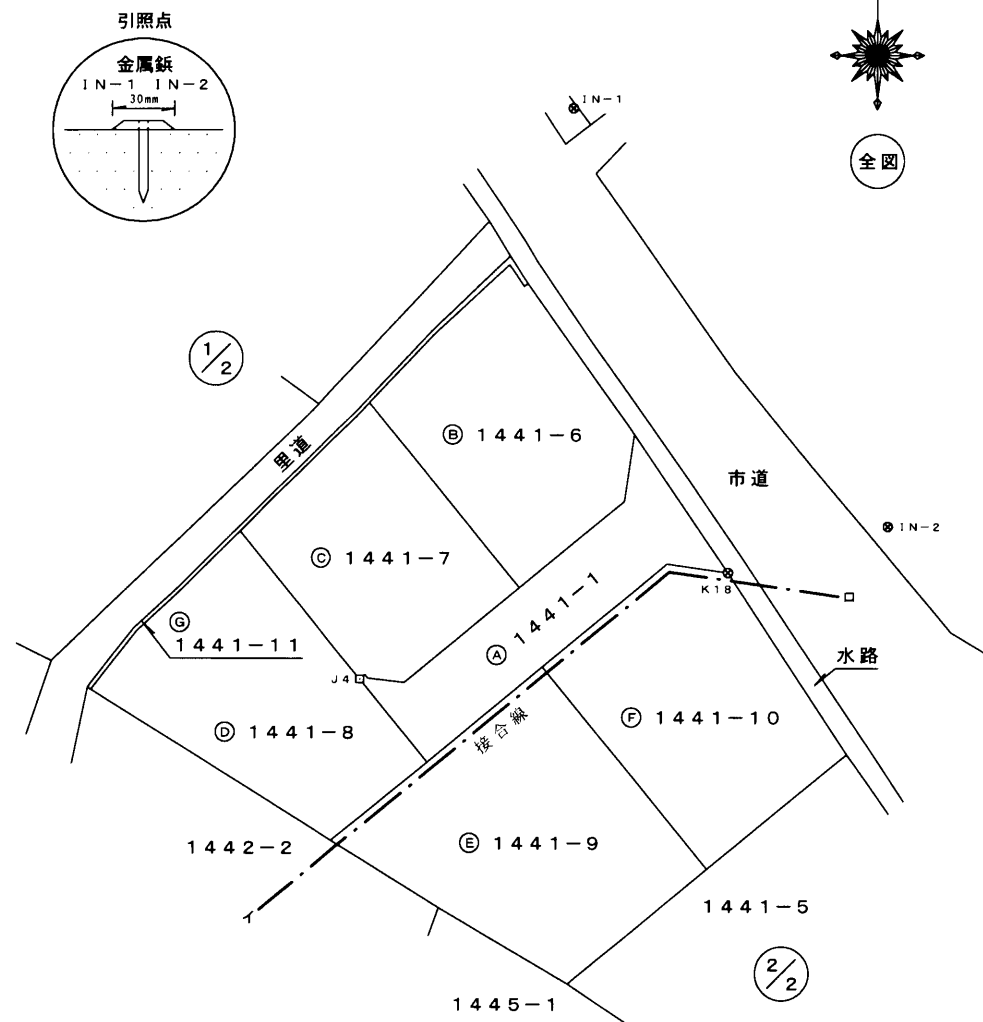 引照点
金属鋲
IN-1 IN-2
30mm
IN-1
全図
1/2
Ⓑ 1441-6
里道
市道
IN-2
Ⓒ 1441-7
K18
Ⓐ 1441-1
Ⓖ
1441-11
ロ
水路
J4
Ⓓ 1441-8
接合線
Ⓕ 1441-10
1442-2
Ⓔ 1441-9
イ
1441-5
2/2
1445-1